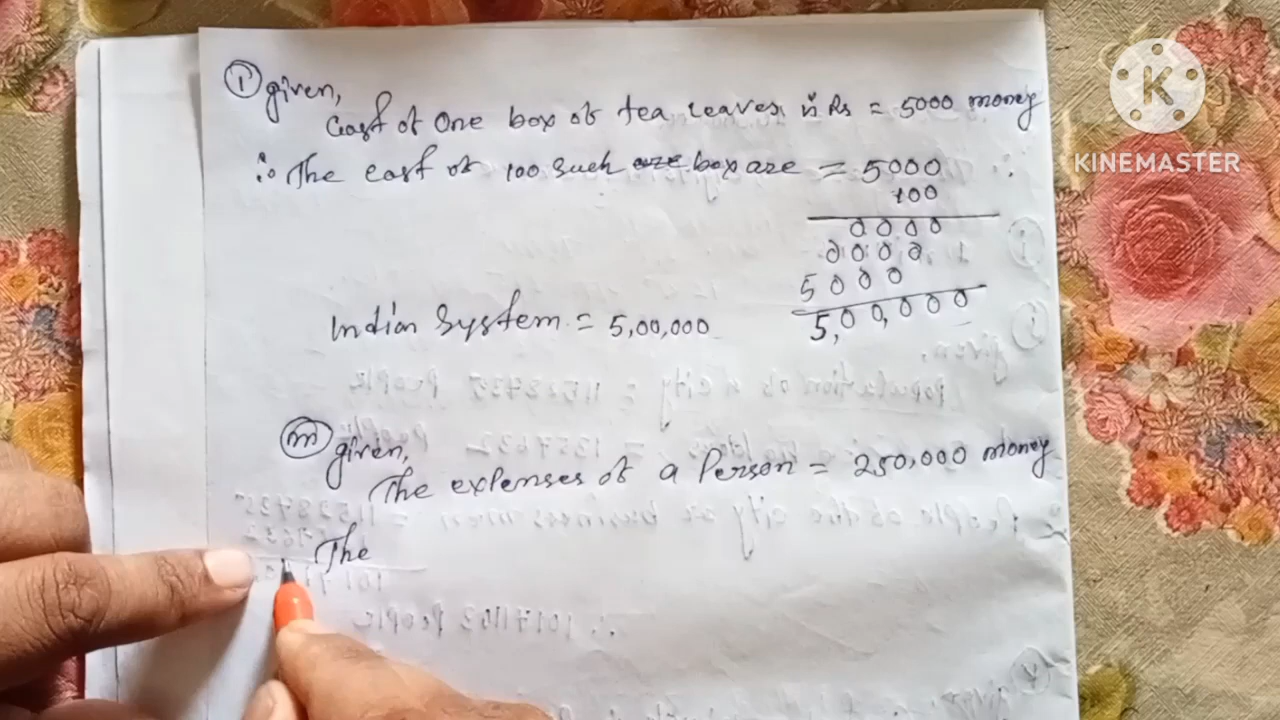 ① given,
Cost of One box of tea leaves is Rs = 5000 money
∴ The cost of 100 such box are = 5000
100
0000
0000
5000
5,00,000
Indian System = 5,00,000
given,
The expenses of a Person = 250,000 money
The
K
KINEMASTER